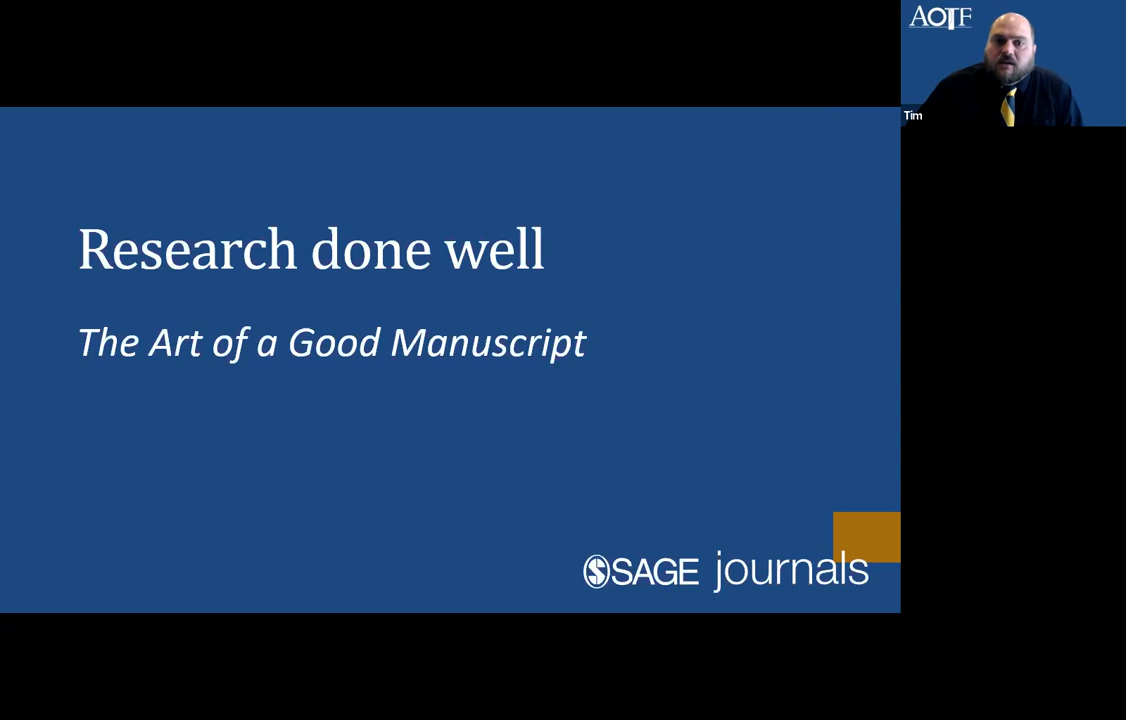 AOTF
Tim
Research done well
The Art of a Good Manuscript
SAGE journals